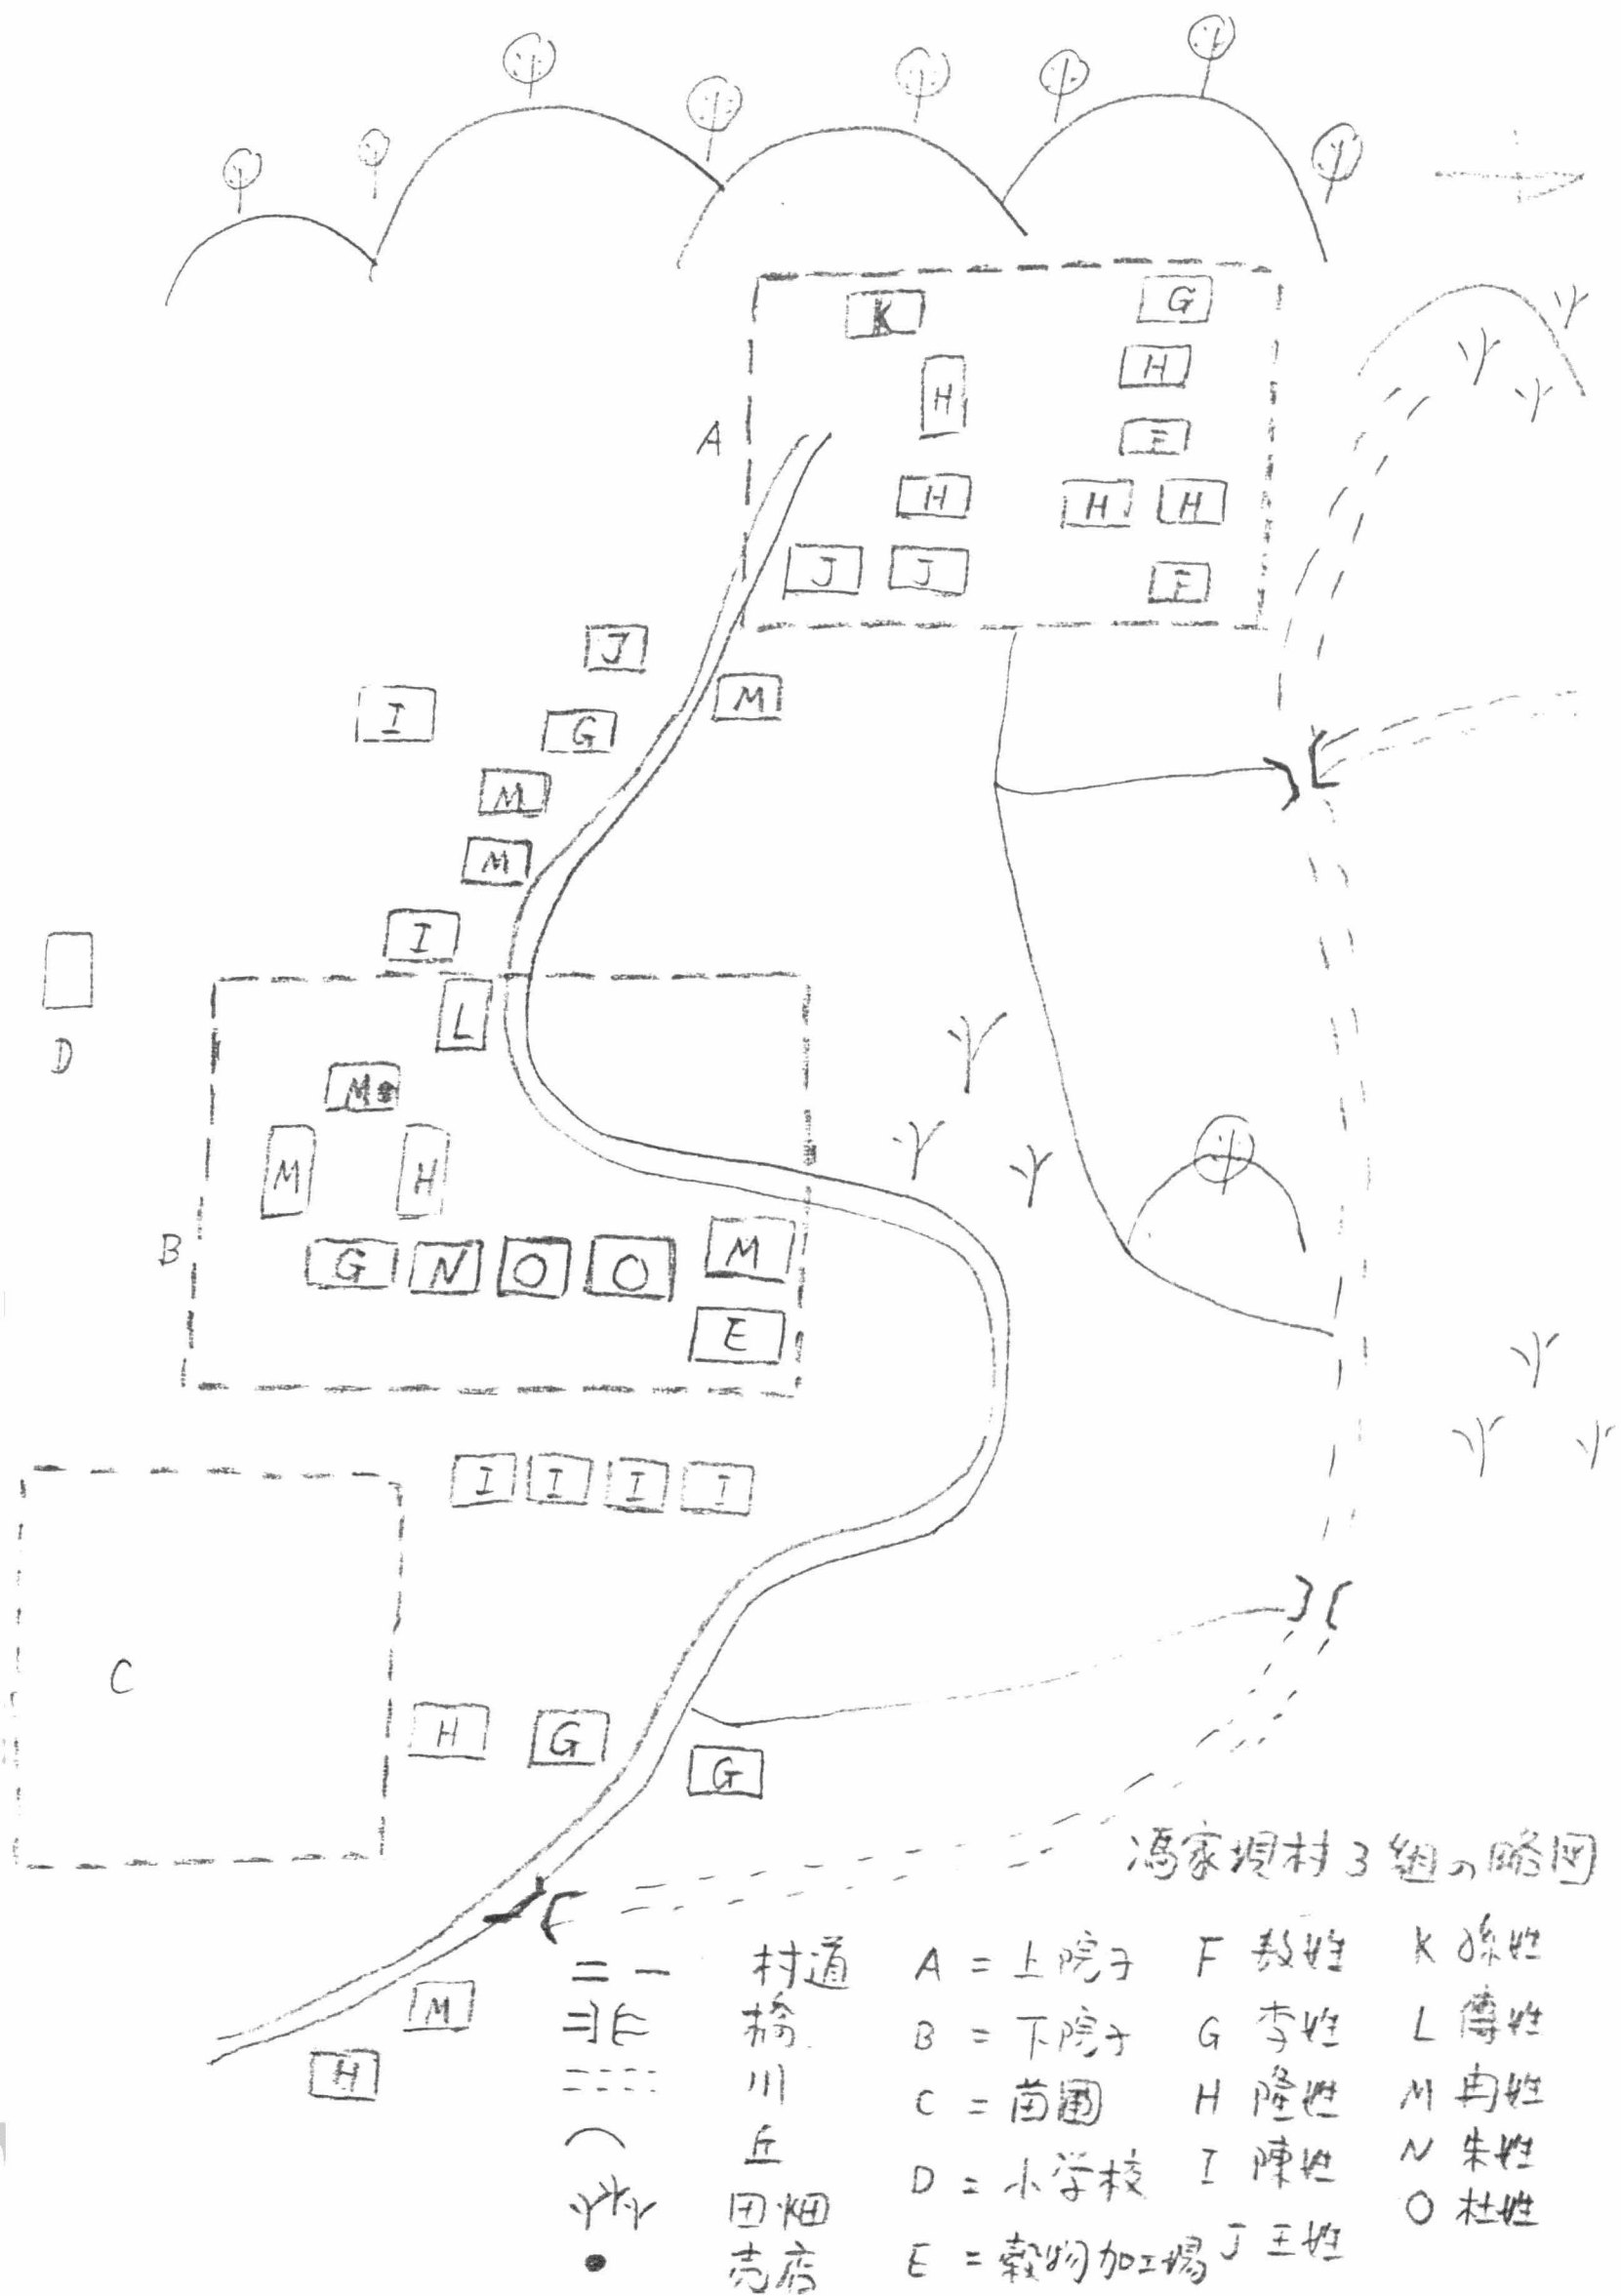 K G
H
H
A E
H H H
J J F
J
M
I G
M
M
I
L
D
M
M H
B
G N O O M
E
I I I I
C
H G
G
馮家垻村3組の略図
村道 A = 上院子 F 敖姓 K 孫姓
橋 B = 下院子 G 李姓 L 傅姓
M
川 C = 苗圃 H 隆姓 M 冉姓
H
丘 D = 小学校 I 陳姓 N 朱姓
田畑 O 杜姓
売店 E = 穀物加工場 J 王姓